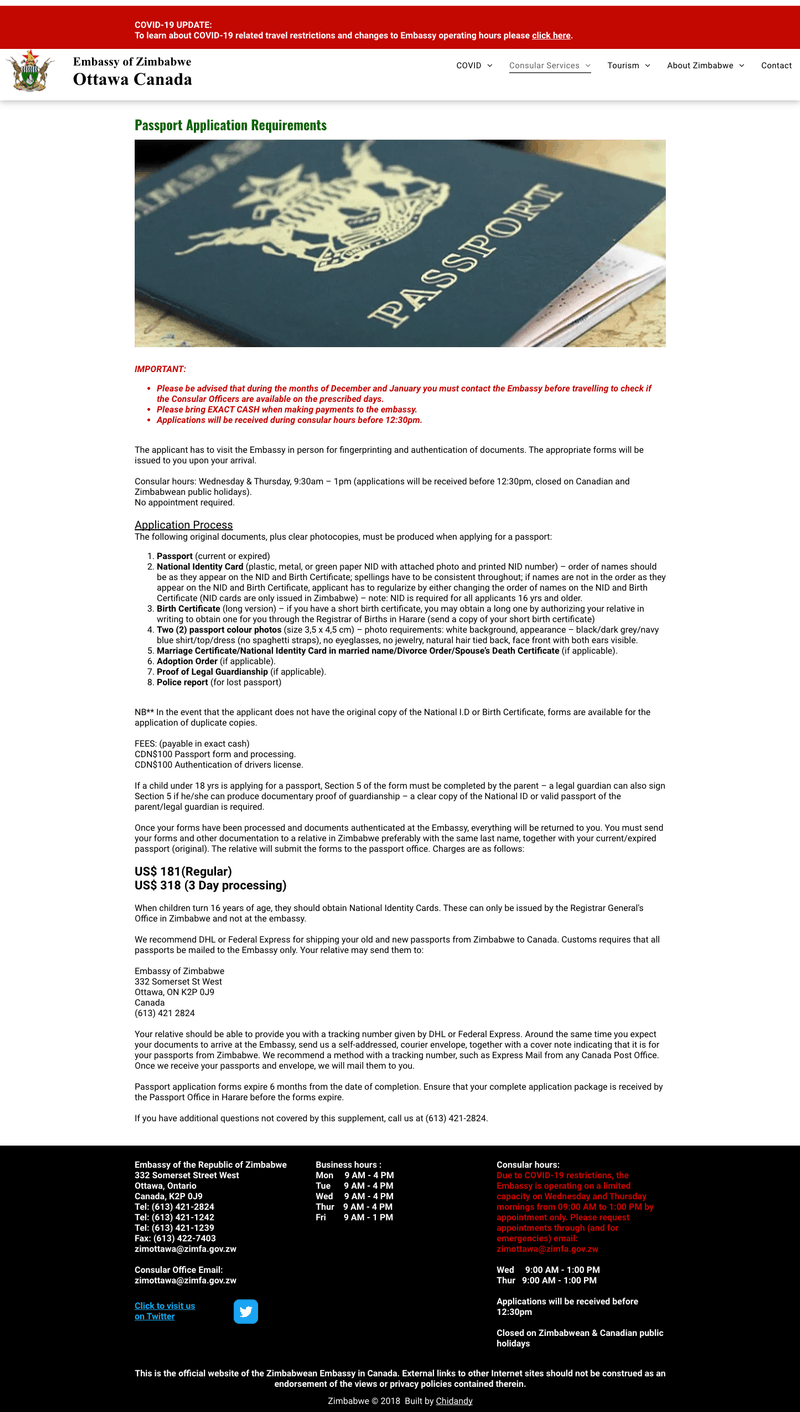 COVID-19 UPDATE:
To learn about COVID-19 related travel restrictions and changes to Embassy operating hours please click here.
Embassy of Zimbabwe
Ottawa Canada
COVID
Consular Services
Tourism
About Zimbabwe
Contact
Passport Application Requirements
ZIMBAB
PASSPORT
IMPORTANT:
• Please be advised that during the months of December and January you must contact the Embassy before travelling to check if
the Consular Officers are available on the prescribed days.
• Please bring EXACT CASH when making payments to the embassy.
• Applications will be received during consular hours before 12:30pm.
The applicant has to visit the Embassy in person for fingerprinting and authentication of documents. The appropriate forms will be
issued to you upon your arrival.
Consular hours: Wednesday & Thursday, 9:30am – 1pm (applications will be received before 12:30pm, closed on Canadian and
Zimbabwean public holidays).
No appointment required.
Application Process
The following original documents, plus clear photocopies, must be produced when applying for a passport:
1. Passport (current or expired)
2. National Identity Card (plastic, metal, or green paper NID with attached photo and printed NID number) – order of names should
be as they appear on the NID and Birth Certificate; spellings have to be consistent throughout; if names are not in the order as they
appear on the NID and Birth Certificate, applicant has to regularize by either changing the order of names on the NID and Birth
Certificate (NID cards are only issued in Zimbabwe) – note: NID is required for all applicants 16 yrs and older.
3. Birth Certificate (long version) – if you have a short birth certificate, you may obtain a long one by authorizing your relative in
writing to obtain one for you through the Registrar of Births in Harare (send a copy of your short birth certificate)
4. Two (2) passport colour photos (size 3,5 x 4,5 cm) – photo requirements: white background, appearance – black/dark grey/navy
blue shirt/top/dress (no spaghetti straps), no eyeglasses, no jewelry, natural hair tied back, face front with both ears visible.
5. Marriage Certificate/National Identity Card in married name/Divorce Order/Spouse's Death Certificate (if applicable).
6. Adoption Order (if applicable).
7. Proof of Legal Guardianship (if applicable).
8. Police report (for lost passport)
NB** In the event that the applicant does not have the original copy of the National I.D or Birth Certificate, forms are available for the
application of duplicate copies.
FEES: (payable in exact cash)
CDN$100 Passport form and processing.
CDN$100 Authentication of drivers license.
If a child under 18 yrs is applying for a passport, Section 5 of the form must be completed by the parent – a legal guardian can also sign
Section 5 if he/she can produce documentary proof of guardianship – a clear copy of the National ID or valid passport of the
parent/legal guardian is required.
Once your forms have been processed and documents authenticated at the Embassy, everything will be returned to you. You must send
your forms and other documentation to a relative in Zimbabwe preferably with the same last name, together with your current/expired
passport (original). The relative will submit the forms to the passport office. Charges are as follows:
US$ 181(Regular)
US$ 318 (3 Day processing)
When children turn 16 years of age, they should obtain National Identity Cards. These can only be issued by the Registrar General's
Office in Zimbabwe and not at the embassy.
We recommend DHL or Federal Express for shipping your old and new passports from Zimbabwe to Canada. Customs requires that all
passports be mailed to the Embassy only. Your relative may send them to:
Embassy of Zimbabwe
332 Somerset St West
Ottawa, ON K2P 0J9
Canada
(613) 421 2824
Your relative should be able to provide you with a tracking number given by DHL or Federal Express. Around the same time you expect
your documents to arrive at the Embassy, send us a self-addressed, courier envelope, together with a cover note indicating that it is for
your passports from Zimbabwe. We recommend a method with a tracking number, such as Express Mail from any Canada Post Office.
Once we receive your passports and envelope, we will mail them to you.
Passport application forms expire 6 months from the date of completion. Ensure that your complete application package is received by
the Passport Office in Harare before the forms expire.
If you have additional questions not covered by this supplement, call us at (613) 421-2824.
Embassy of the Republic of Zimbabwe
332 Somerset Street West
Ottawa, Ontario
Canada, K2P 0J9
Tel: (613) 421-2824
Tel: (613) 421-1242
Tel: (613) 421-1239
Fax: (613) 422-7403
zimottawa@zimfa.gov.zw
Consular Office Email:
zimottawa@zimfa.gov.zw
Click to visit us
on Twitter
Business hours :
Mon 9 AM - 4 PM
Tue 9 AM - 4 PM
Wed 9 AM - 4 PM
Thur 9 AM - 4 PM
Fri 9 AM - 1 PM
Consular hours:
Due to COVID-19 restrictions, the
Embassy is operating on a limited
capacity on Wednesday and Thursday
mornings from 09:00 AM to 1:00 PM by
appointment only. Please request
appointments through (and for
emergencies) email:
zimottawa@zimfa.gov.zw
Wed 9:00 AM - 1:00 PM
Thur 9:00 AM - 1:00 PM
Applications will be received before
12:30pm
Closed on Zimbabwean & Canadian public
holidays
This is the official website of the Zimbabwean Embassy in Canada. External links to other Internet sites should not be construed as an
endorsement of the views or privacy policies contained therein.
Zimbabwe © 2018 Built by Chidandy